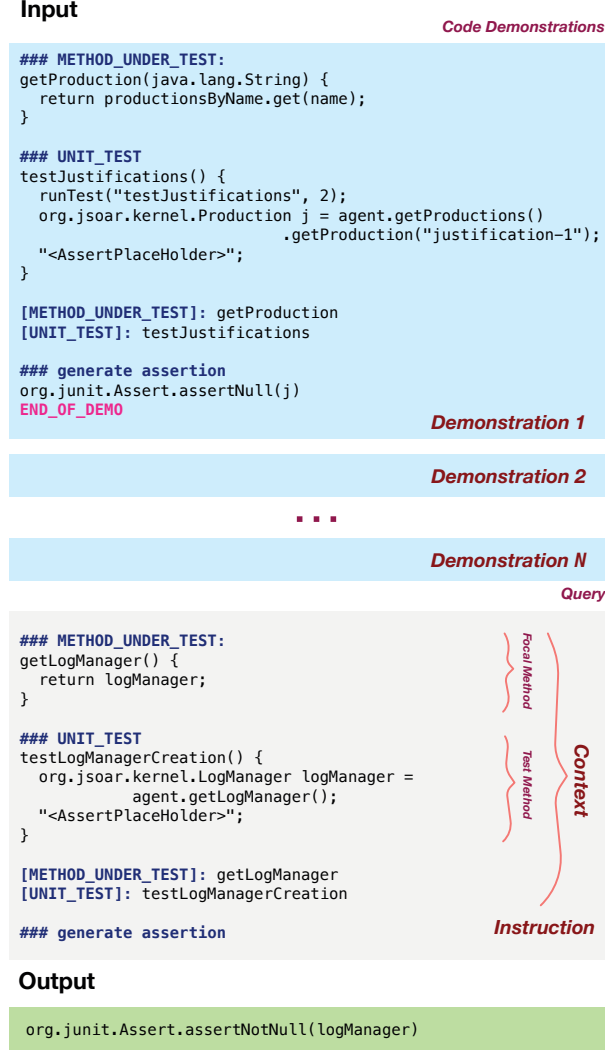 Input
Code Demonstrations
### METHOD_UNDER_TEST:
getProduction(java.lang.String) {
  return productionsByName.get(name);
}
### UNIT_TEST
testJustifications() {
  runTest("testJustifications", 2);
  org.jsoar.kernel.Production j = agent.getProductions()
                            .getProduction("justification-1");
  "<AssertPlaceHolder>";
}
[METHOD_UNDER_TEST]: getProduction
[UNIT_TEST]: testJustifications
### generate assertion
org.junit.Assert.assertNull(j)
END_OF_DEMO
Demonstration 1
Demonstration 2
...
Demonstration N
Query
### METHOD_UNDER_TEST:
getLogManager() {
  return logManager;
}
Focal Method
### UNIT_TEST
testLogManagerCreation() {
  org.jsoar.kernel.LogManager logManager =
             agent.getLogManager();
  "<AssertPlaceHolder>";
}
Test Method
Context
[METHOD_UNDER_TEST]: getLogManager
[UNIT_TEST]: testLogManagerCreation
### generate assertion
Instruction
Output
org.junit.Assert.assertNotNull(logManager)